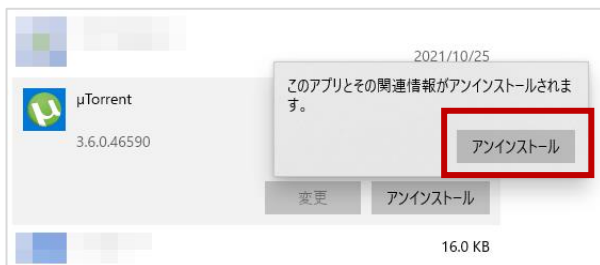 2021/10/25
µTorrent
3.6.0.46590
このアプリとその関連情報がアンインストールされま
す。
アンインストール
変更
アンインストール
16.0 KB